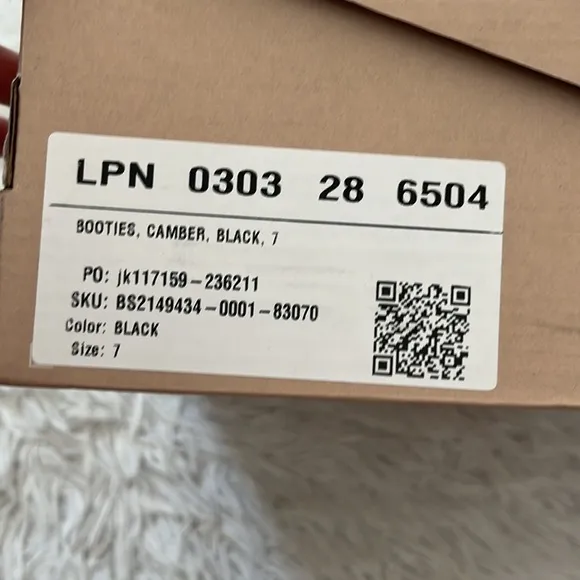 LPN 0303 28 6504
BOOTIES, CAMBER, BLACK, 7
PO: jk117159-236211
SKU: BS2149434-0001-83070
Color: BLACK
Size: 7